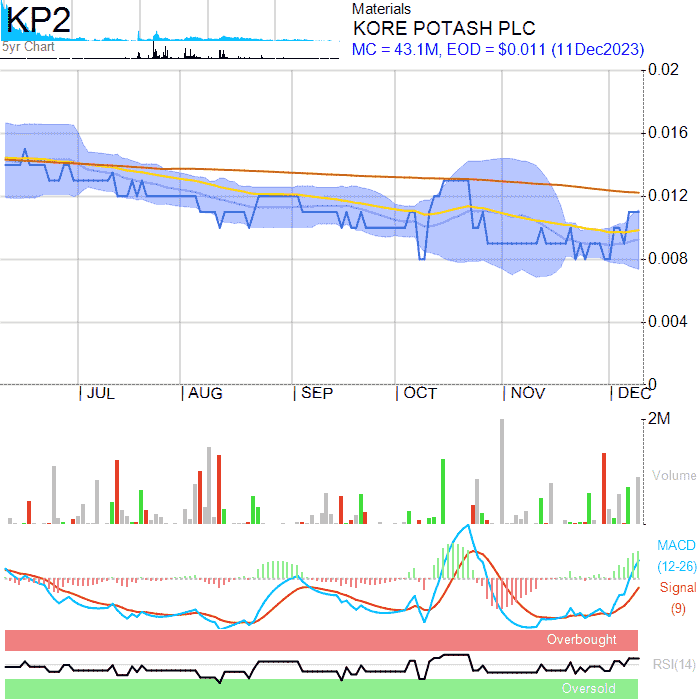 KP2
Materials
KORE POTASH PLC
5yr Chart
MC = 43.1M, EOD = $0.011 (11Dec2023)
0.02
0.016
0.012
0.008
0.004
0
JUL AUG SEP OCT NOV DEC
2M
Volume
MACD
(12-26)
Signal
(9)
Overbought
RSI(14)
Oversold